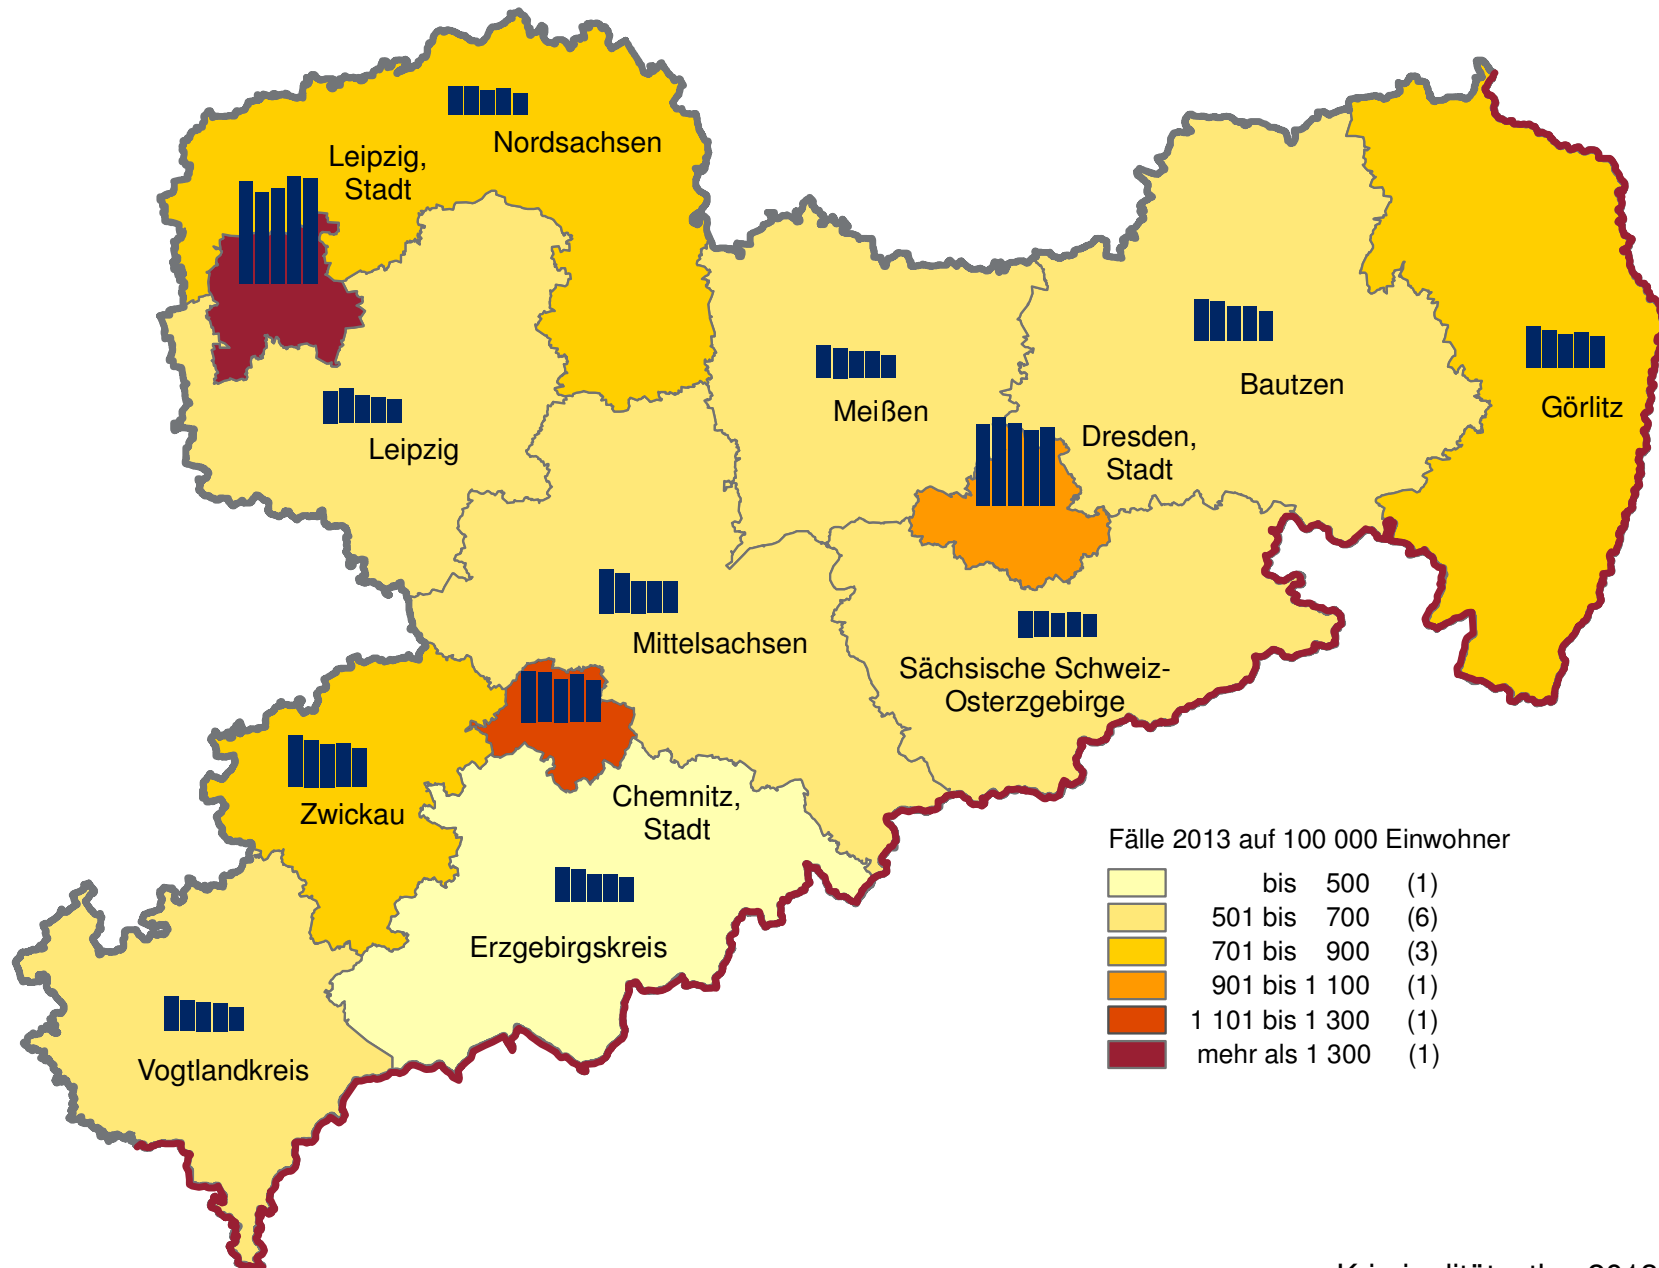 Nordsachsen
Leipzig,
Stadt
Leipzig
Meißen
Bautzen
Görlitz
Dresden,
Stadt
Mittelsachsen
Sächsische Schweiz-
Osterzgebirge
Zwickau
Chemnitz,
Stadt
Erzgebirgskreis
Vogtlandkreis
Fälle 2013 auf 100 000 Einwohner
bis 500 (1)
501 bis 700 (6)
701 bis 900 (3)
901 bis 1 100 (1)
1 101 bis 1 300 (1)
mehr als 1 300 (1)